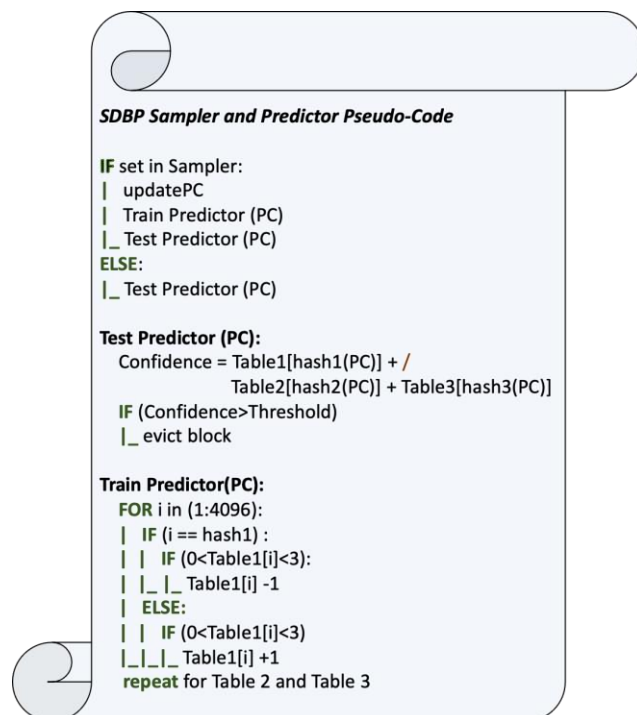 SDBP Sampler and Predictor Pseudo-Code
IF set in Sampler:
| updatePC
| Train Predictor (PC)
|_ Test Predictor (PC)
ELSE:
|_ Test Predictor (PC)
Test Predictor (PC):
Confidence = Table1[hash1(PC)] + /
Table2[hash2(PC)] + Table3[hash3(PC)]
IF (Confidence>Threshold)
|_ evict block
Train Predictor(PC):
FOR i in (1:4096):
| IF (i == hash1) :
| | IF (0<Table1[i]<3):
| |_ |_ Table1[i] -1
| ELSE:
| | IF (0<Table1[i]<3)
|_|_|_ Table1[i] +1
repeat for Table 2 and Table 3